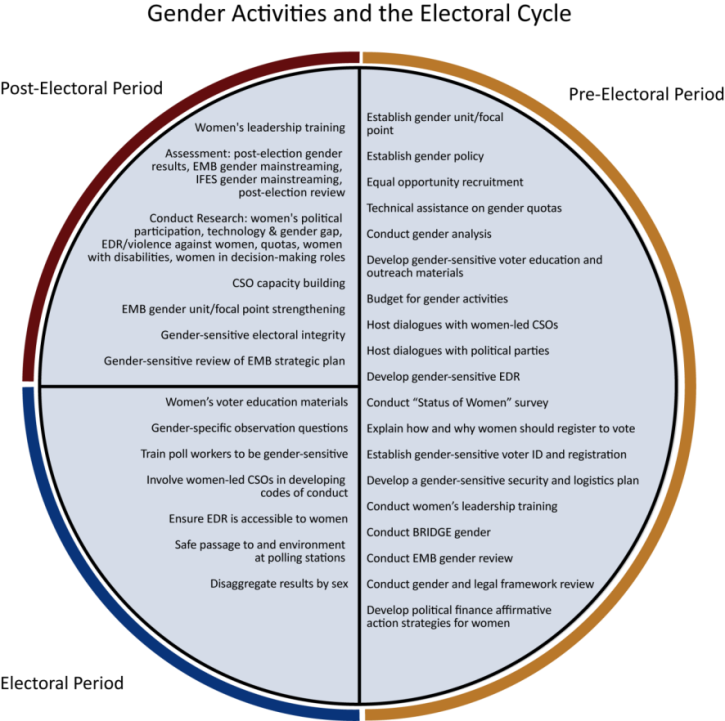 Gender Activities and the Electoral Cycle
Post-Electoral Period
Women's leadership training
Assessment: post-election gender
results, EMB gender mainstreaming,
IFES gender mainstreaming,
post-election review
Conduct Research: women's political
participation, technology & gender gap,
EDR/violence against women, quotas, women
with disabilities, women in decision-making roles
CSO capacity building
EMB gender unit/focal point strengthening
Gender-sensitive electoral integrity
Gender-sensitive review of EMB strategic plan
Pre-Electoral Period
Establish gender unit/focal
point
Establish gender policy
Equal opportunity recruitment
Technical assistance on gender quotas
Conduct gender analysis
Develop gender-sensitive voter education and
outreach materials
Budget for gender activities
Host dialogues with women-led CSOs
Host dialogues with political parties
Develop gender-sensitive EDR
Conduct “Status of Women” survey
Explain how and why women should register to vote
Establish gender-sensitive voter ID and registration
Develop a gender-sensitive security and logistics plan
Conduct women’s leadership training
Conduct BRIDGE gender
Conduct EMB gender review
Conduct gender and legal framework review
Develop political finance affirmative
action strategies for women
Women’s voter education materials
Gender-specific observation questions
Train poll workers to be gender-sensitive
Involve women-led CSOs in developing
codes of conduct
Ensure EDR is accessible to women
Safe passage to and environment
at polling stations
Disaggregate results by sex
Electoral Period